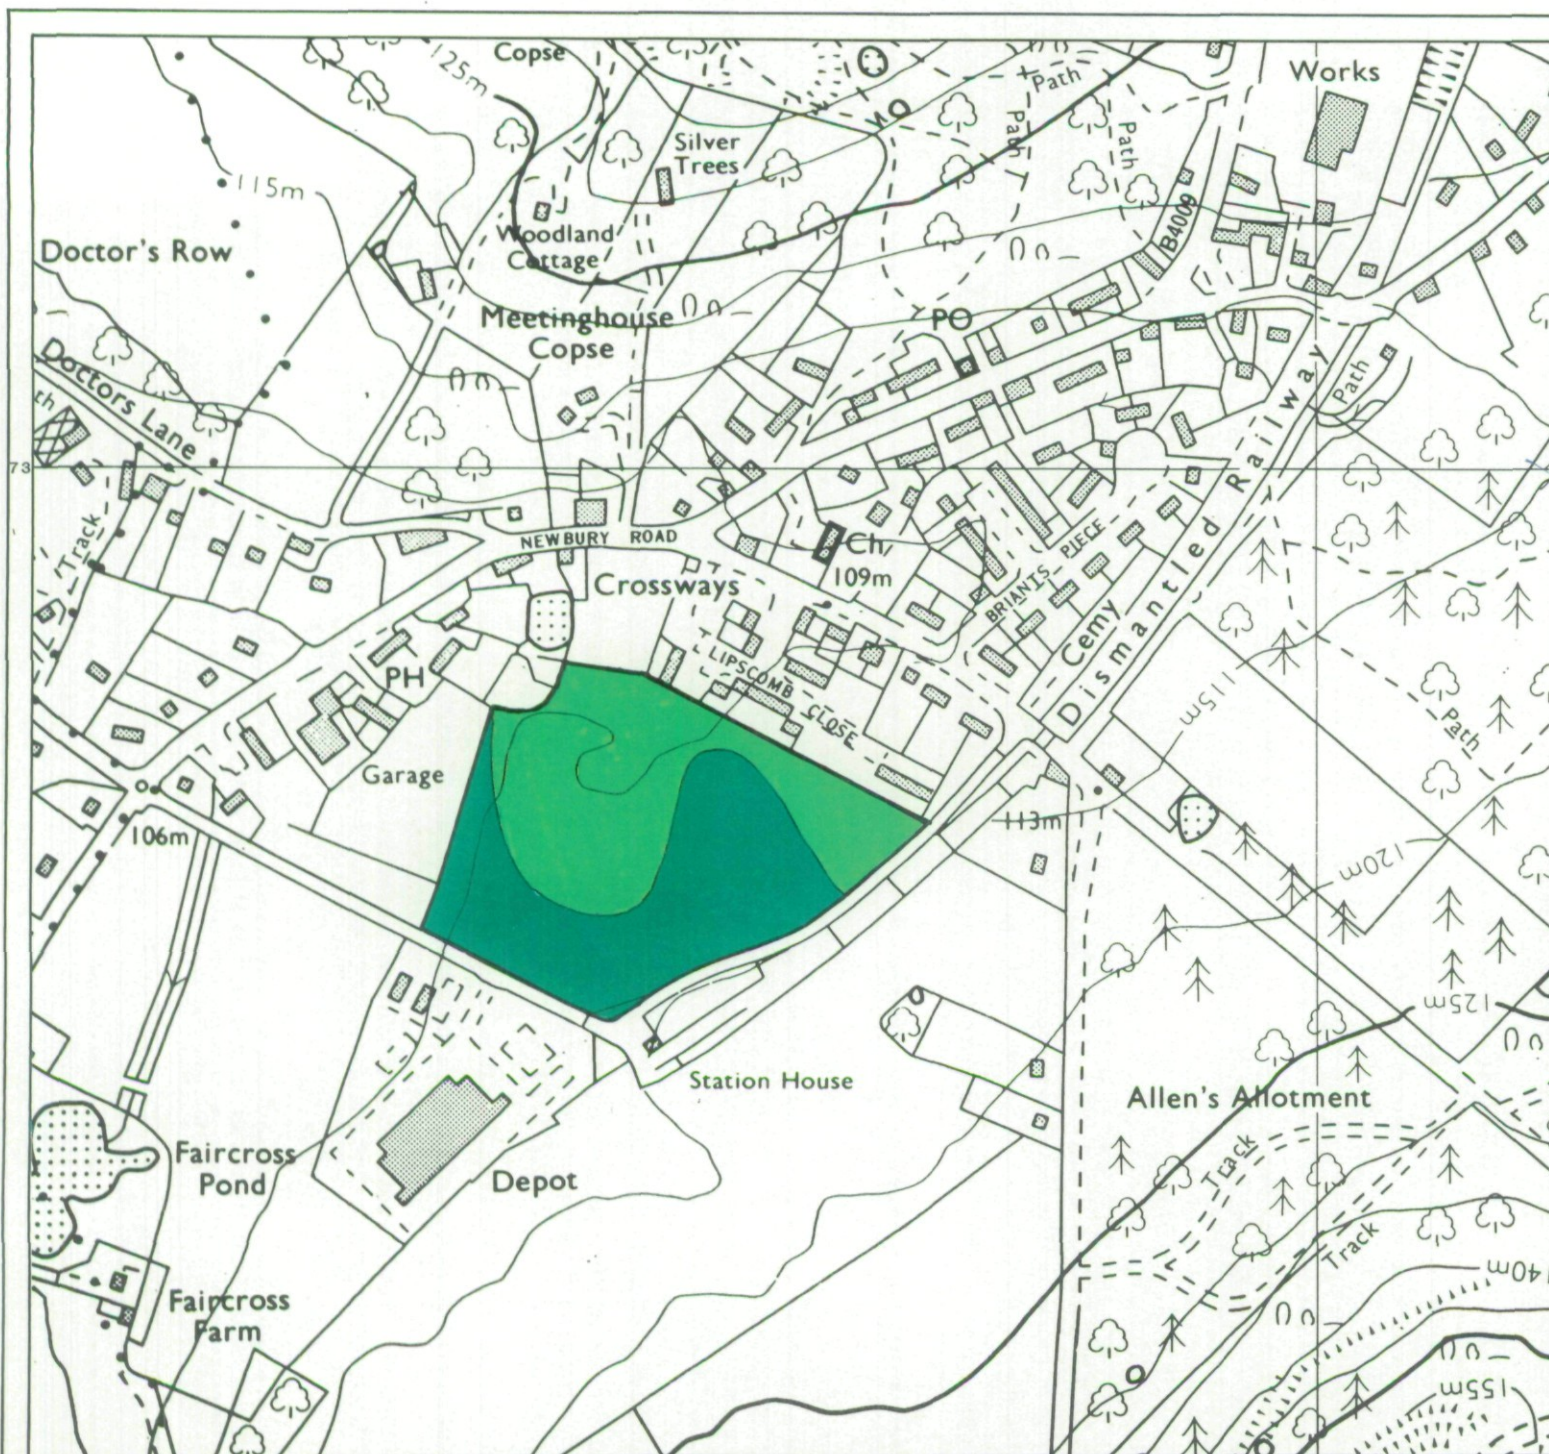 Copse
125m
Path
Works
Silver
Trees
Path
Path
115m
B4009
Doctor's Row
Woodland
Cottage
Meetinghouse
Copse
PO
Doctors Lane
th
Path
73
Track
NEWBURY ROAD
Ch
109m
Crossways
BRIANTS PIECE
Cemy
Dismantled Railway
LIPSCOMB CLOSE
PH
115m
Path
Garage
106m
113m
120m
125m
Station House
Allen's Allotment
Faircross
Pond
Depot
Track
Track
Faircross
Farm
140m
155m